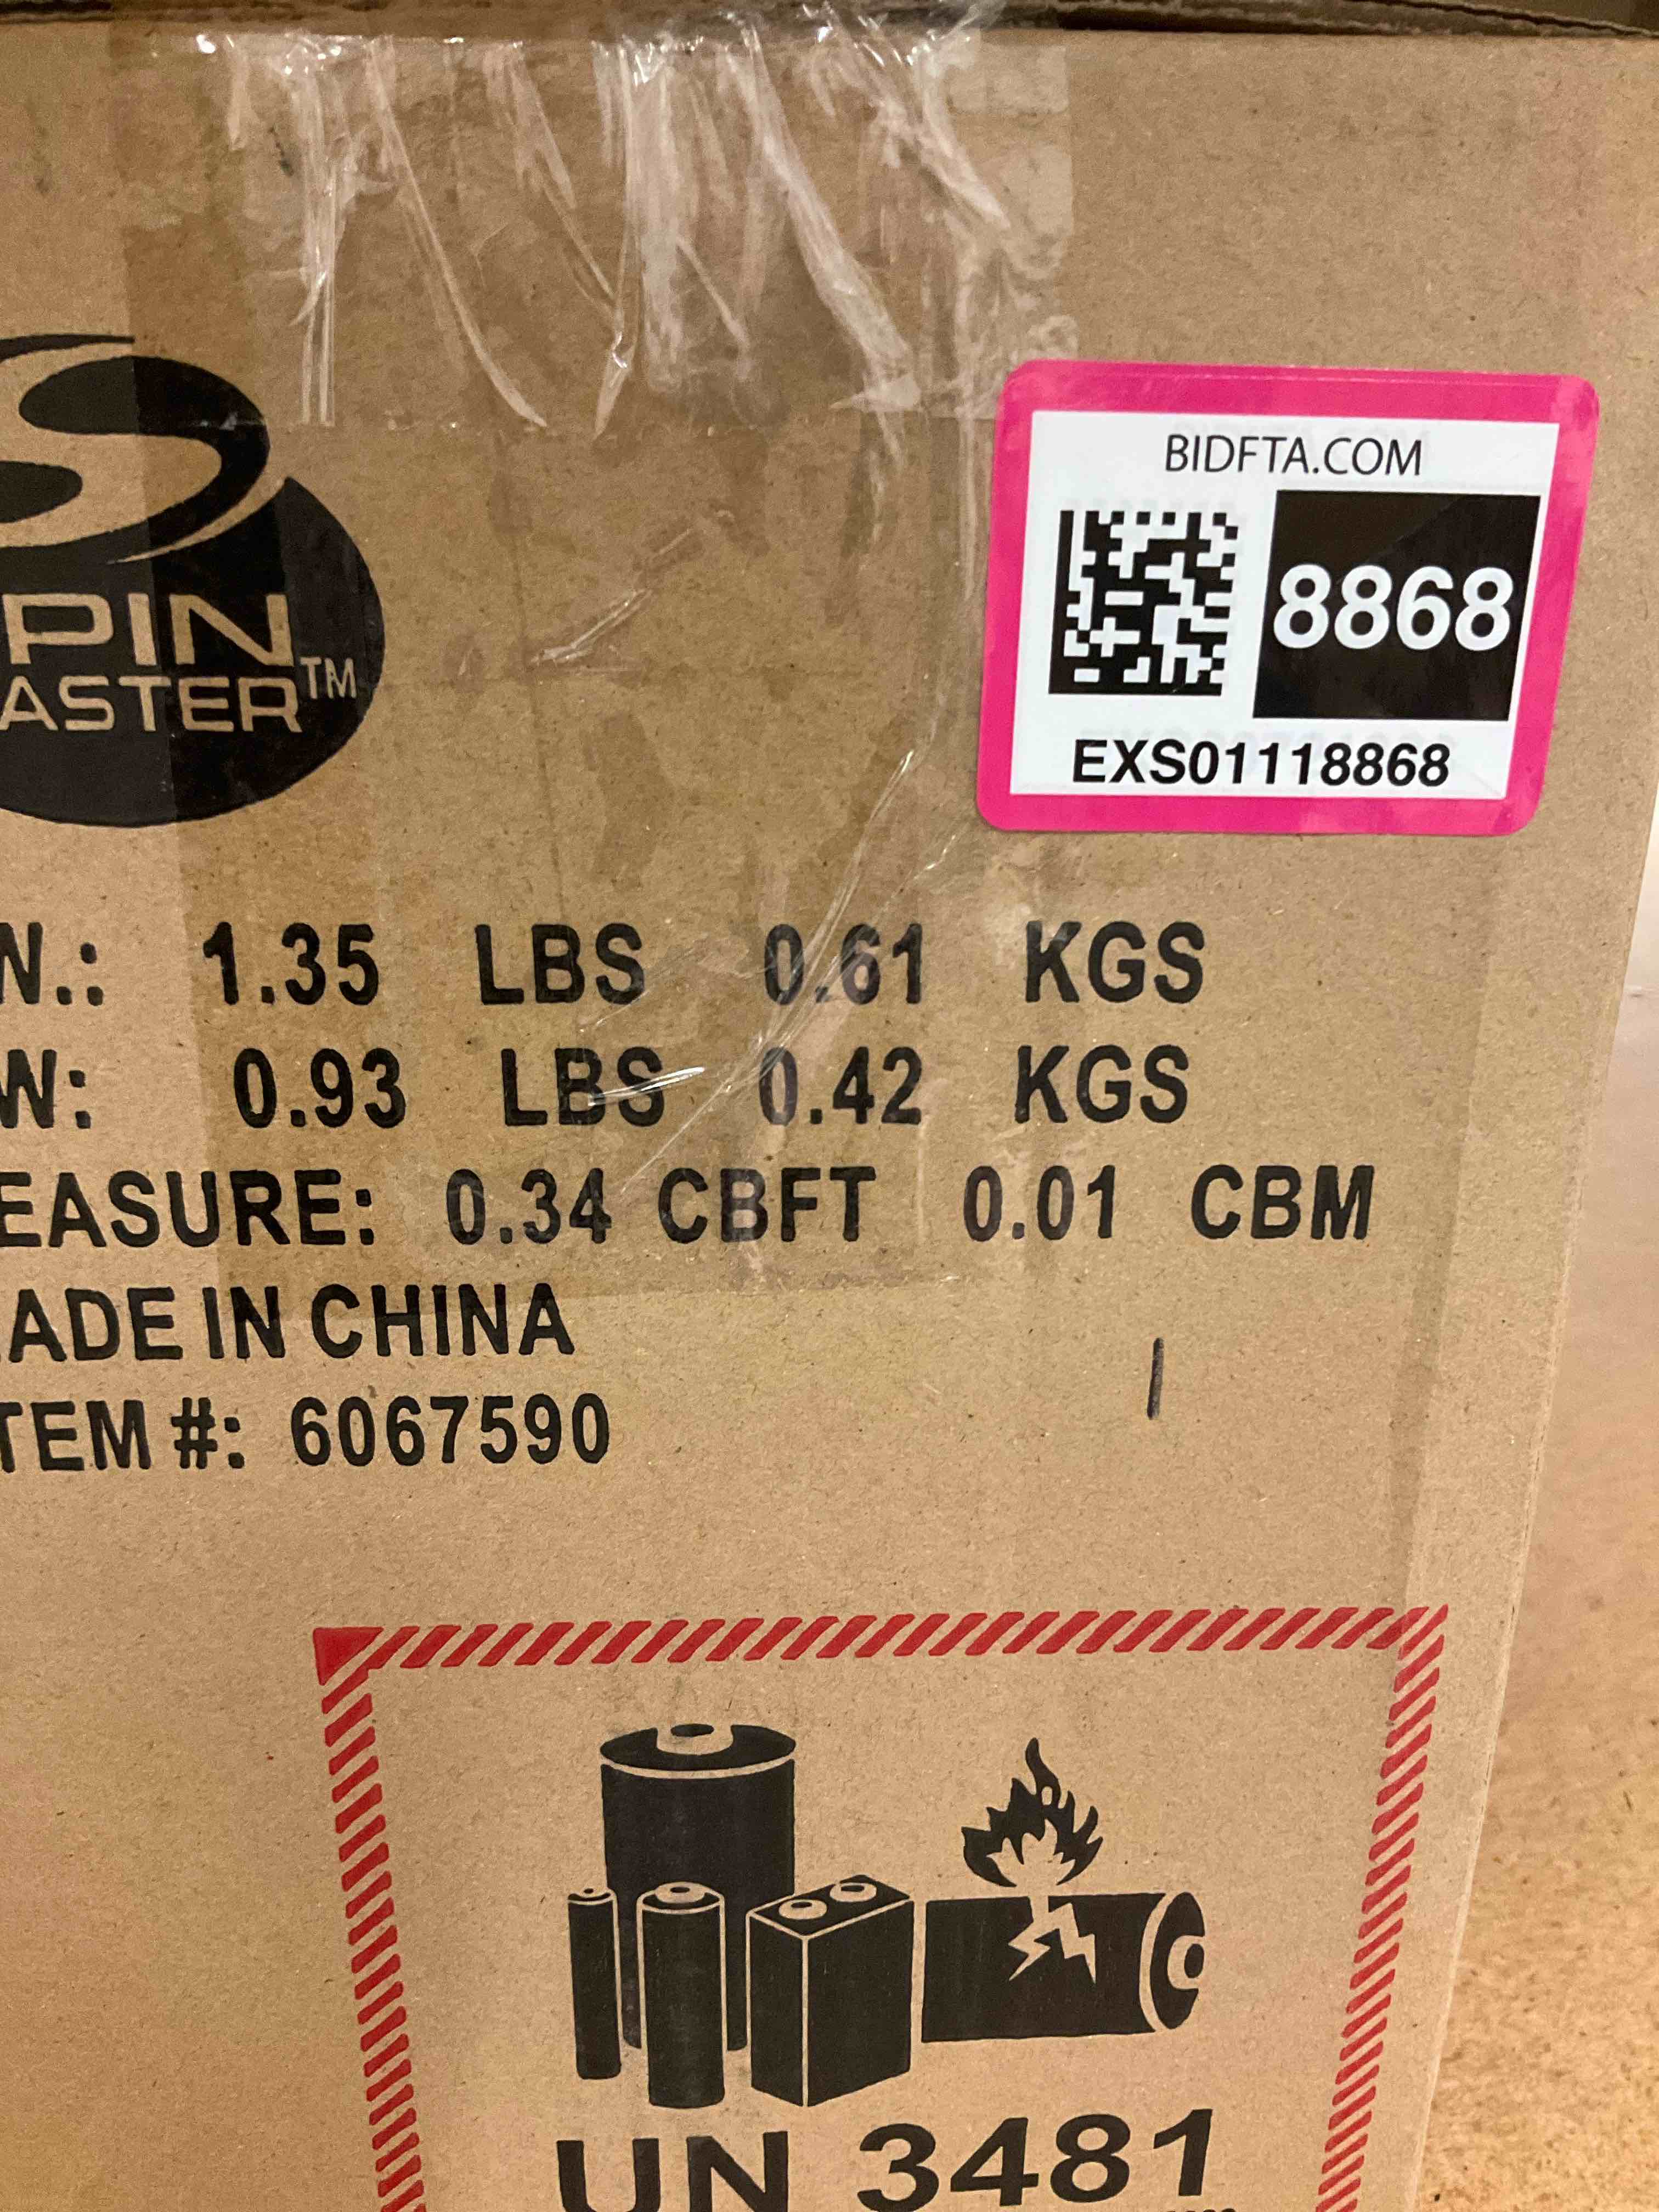 BIDFTA.COM
8868
EXS01118868
PIN
ASTER™
N.: 1.35 LBS 0.61 KGS
W: 0.93 LBS 0.42 KGS
EASURE: 0.34 CBFT 0.01 CBM
ADE IN CHINA
TEM #: 6067590
UN 3481